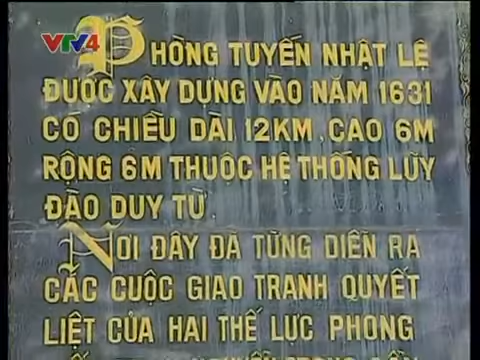 VTV4
PHÒNG TUYẾN NHẬT LỆ
ĐƯỢC XÂY DỰNG VÀO NĂM 1631
CÓ CHIỀU DÀI 12KM, CAO 6M
RỘNG 6M THUỘC HỆ THỐNG LŨY
ĐÀO DUY TỪ
NƠI ĐÂY ĐÃ TỪNG DIỄN RA
CÁC CUỘC GIAO TRANH QUYẾT
LIỆT CỦA HAI THẾ LỰC PHONG